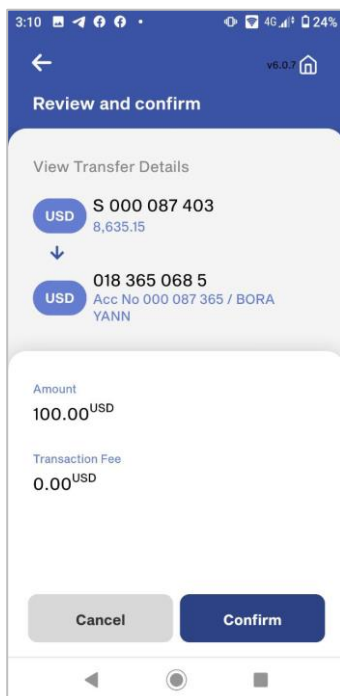 3:10 4G 24%
v6.0.7
Review and confirm
View Transfer Details
USD S 000 087 403
8,635.15
USD 018 365 068 5
Acc No 000 087 365 / BORA
YANN
Amount
100.00USD
Transaction Fee
0.00USD
Cancel Confirm